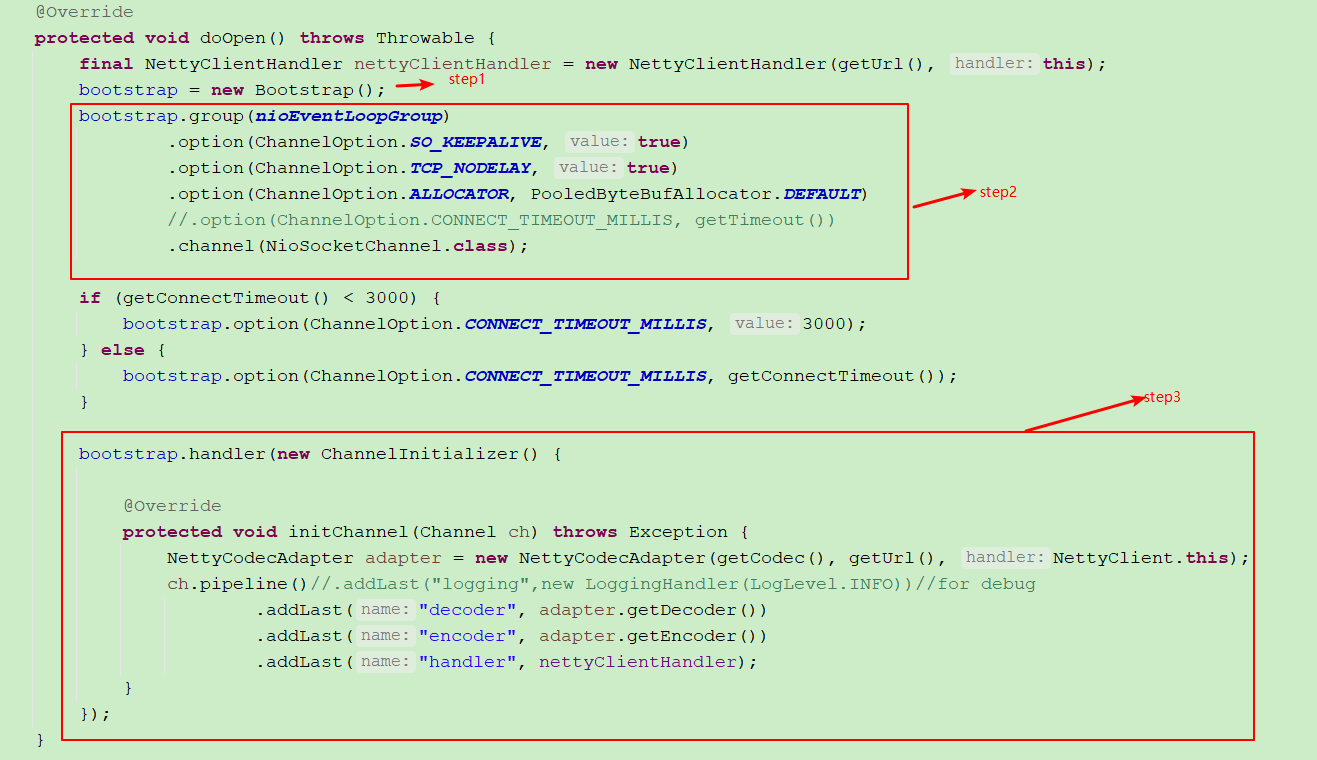 @Override
protected void doOpen() throws Throwable {
final NettyClientHandler nettyClientHandler = new NettyClientHandler(getUrl(), handler: this);
bootstrap = new Bootstrap(); step1
bootstrap.group(nioEventLoopGroup)
.option(ChannelOption.SO_KEEPALIVE, value: true)
.option(ChannelOption.TCP_NODELAY, value: true)
.option(ChannelOption.ALLOCATOR, PooledByteBufAllocator.DEFAULT) step2
//.option(ChannelOption.CONNECT_TIMEOUT_MILLIS, getTimeout())
.channel(NioSocketChannel.class);
if (getConnectTimeout() < 3000) {
bootstrap.option(ChannelOption.CONNECT_TIMEOUT_MILLIS, value: 3000);
} else {
bootstrap.option(ChannelOption.CONNECT_TIMEOUT_MILLIS, getConnectTimeout());
}
step3
bootstrap.handler(new ChannelInitializer() {
@Override
protected void initChannel(Channel ch) throws Exception {
NettyCodecAdapter adapter = new NettyCodecAdapter(getCodec(), getUrl(), handler: NettyClient.this);
ch.pipeline()//.addLast("logging",new LoggingHandler(LogLevel.INFO))//for debug
.addLast( name: "decoder", adapter.getDecoder())
.addLast( name: "encoder", adapter.getEncoder())
.addLast( name: "handler", nettyClientHandler);
}
});
}